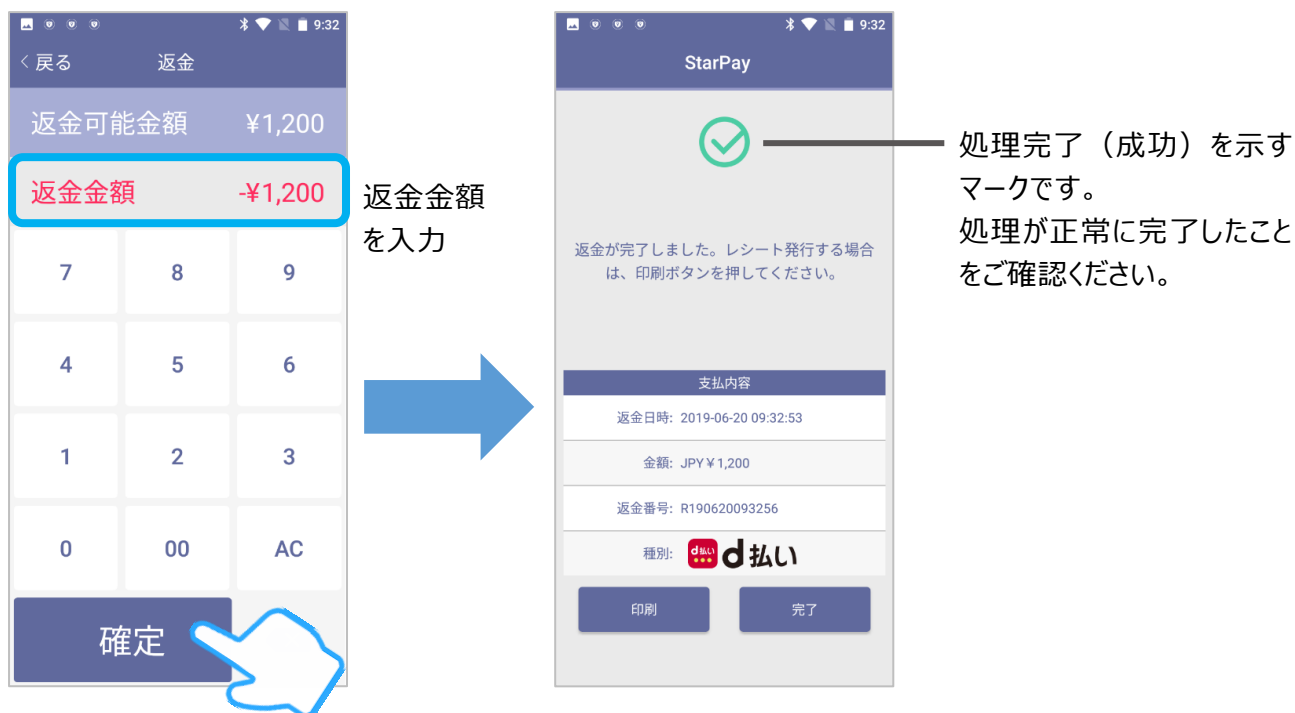 9:32
< 戻る 返金
返金可能金額 ¥1,200
返金金額 -¥1,200
7 8 9
4 5 6
1 2 3
0 00 AC
確定
返金金額
を入力
9:32
StarPay
返金が完了しました。レシート発行する場合
は、印刷ボタンを押してください。
支払内容
返金日時: 2019-06-20 09:32:53
金額: JPY￥1,200
返金番号: R190620093256
種別: d払い d払い
印刷 完了
処理完了（成功）を示す
マークです。
処理が正常に完了したこと
をご確認ください。